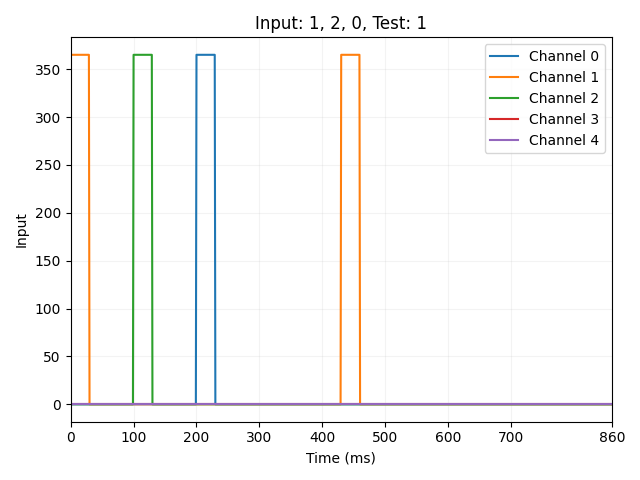 Input: 1, 2, 0, Test: 1
Channel 0
Channel 1
Channel 2
Channel 3
Channel 4
350
300
250
200
150
100
50
0
Input
0 100 200 300 400 500 600 700 860
Time (ms)